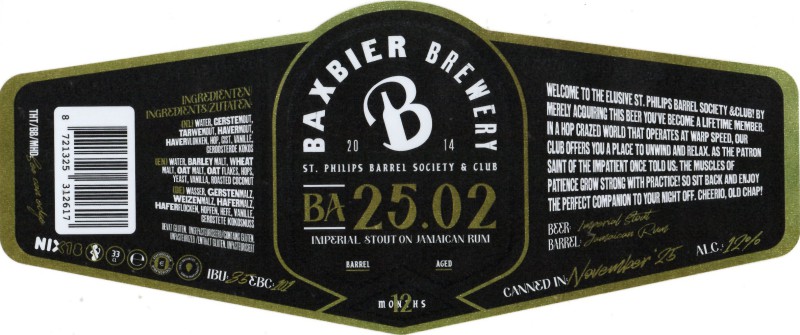 INGREDIENTEN:
INGREDIENTS:ZUTATEN:
(NL) WATER, GERSTEMOUT,
TARWEMOUT, HAVERMOUT,
HAVERVLOKKEN, HOP, GIST, VANILLE,
GEROOSTERDE KOKOS
(EN) WATER, BARLEY MALT, WHEAT
MALT, OAT MALT, OAT FLAKES, HOPS,
YEAST, VANILLA, ROASTED COCONUT
(DE) WASSER, GERSTENMALZ,
WEIZENMALZ, HAFERMALZ,
HAFERFLOCKEN, HOPFEN, HEFE, VANILLE,
GERÖSTETE KOKOSNUSS
THT/BB/MHD:
8 721325 312617
NIX18
33
CL
IBU: 35 EBC:
BAXBIER BREWERY
B
20 14
ST. PHILIPS BARREL SOCIETY & CLUB
BA 25.02
IMPERIAL STOUT ON JAMAICAN RUM
BARREL AGED
12
MONTHS
WELCOME TO THE ELUSIVE ST. PHILIPS BARREL SOCIETY &CLUB! BY
MERELY ACQUIRING THIS BEER YOU'VE BECOME A LIFETIME MEMBER.
IN A HOP CRAZED WORLD THAT OPERATES AT WARP SPEED, OUR
CLUB OFFERS YOU A PLACE TO UNWIND AND RELAX. AS THE PATRON
SAINT OF THE IMPATIENT ONCE TOLD US: THE MUSCLES OF
PATIENCE GROW STRONG WITH PRACTICE! SO SIT BACK AND ENJOY
THE PERFECT COMPANION TO YOUR NIGHT OFF. CHEERIO, OLD CHAP!
BEER: Imperial Stout
BARREL: Jamaican Rum
CANNED IN: November '25
ALC.: 12%